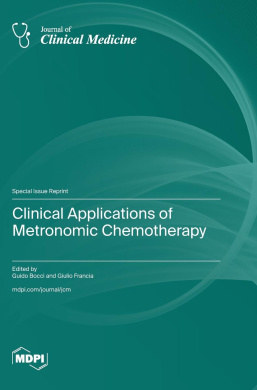 Journal of
Clinical Medicine
Special Issue Reprint
Clinical Applications of
Metronomic Chemotherapy
Edited by
Guido Bocci and Giulio Francia
mdpi.com/journal/jcm
MDPI